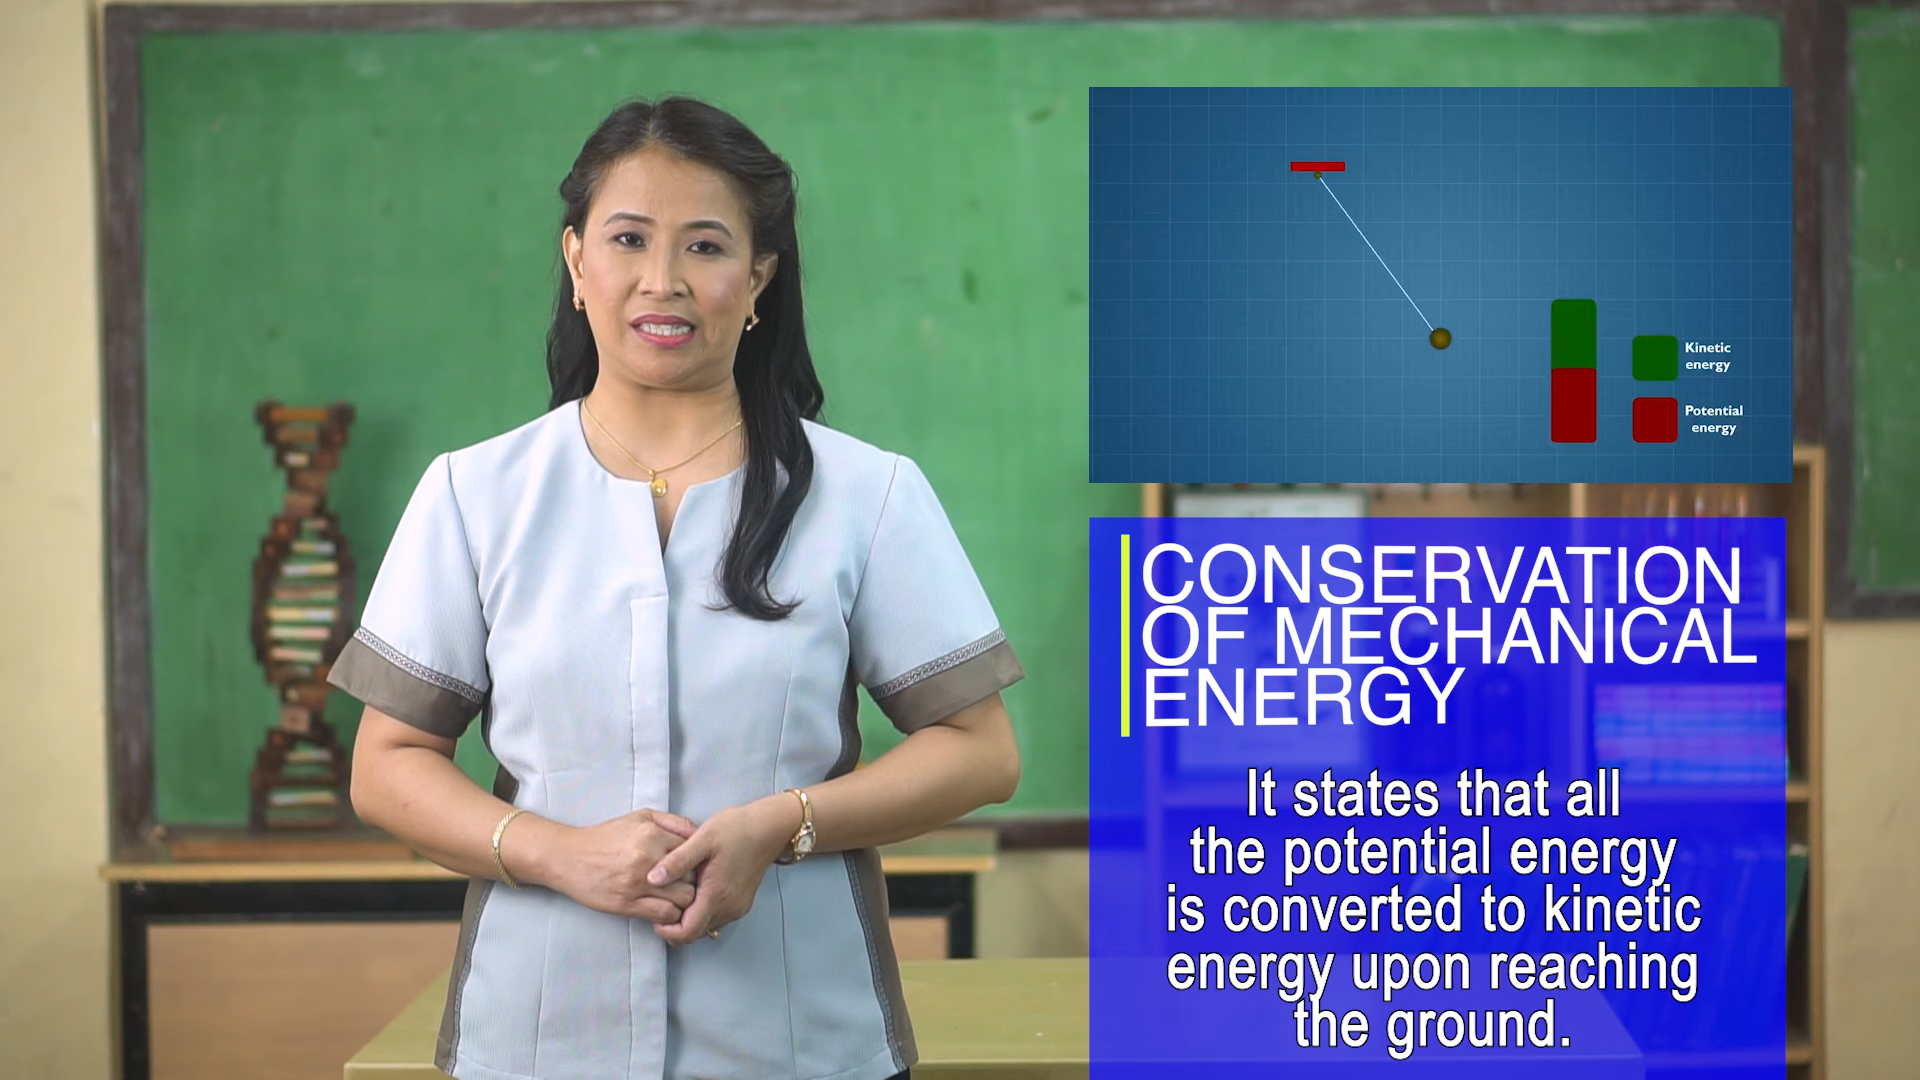 Kinetic
energy
Potential
energy
CONSERVATION
OF MECHANICAL
ENERGY
It states that all
the potential energy
is converted to kinetic
energy upon reaching
the ground.